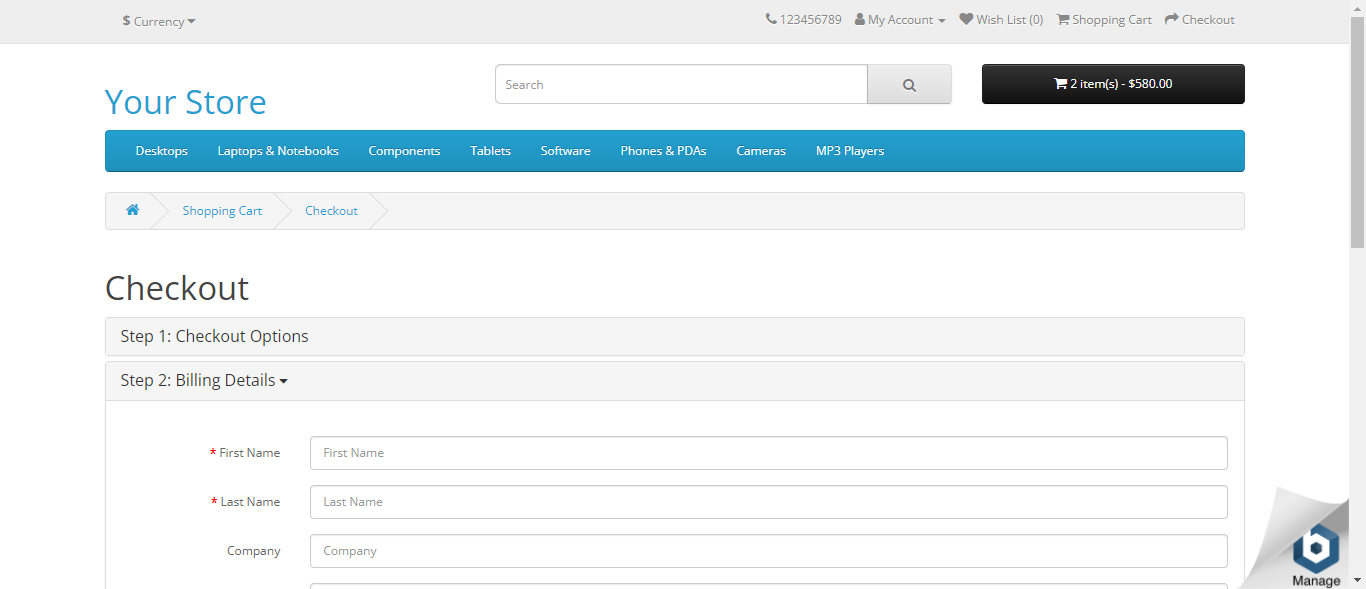 $ Currency
123456789 My Account Wish List (0) Shopping Cart Checkout
Your Store
Search
2 item(s) - $580.00
Desktops Laptops & Notebooks Components Tablets Software Phones & PDAs Cameras MP3 Players
Shopping Cart Checkout
Checkout
Step 1: Checkout Options
Step 2: Billing Details
* First Name First Name
* Last Name Last Name
Company Company
Manage